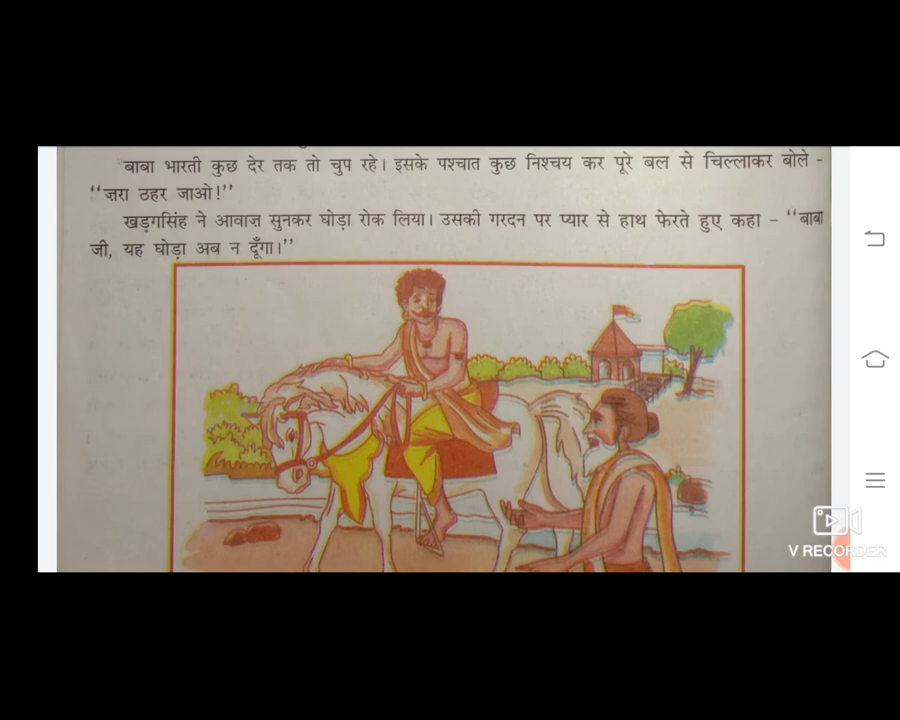 बाबा भारती कुछ देर तक तो चुप रहे। इसके पश्चात कुछ निश्चय कर पूरे बल से चिल्लाकर बोले -
‘‘ज़रा ठहर जाओ!’’
खड़गसिंह ने आवाज़ सुनकर घोड़ा रोक लिया। उसकी गरदन पर प्यार से हाथ फेरते हुए कहा - ‘‘बाबा
जी, यह घोड़ा अब न दूँगा।’’
V RECORDER